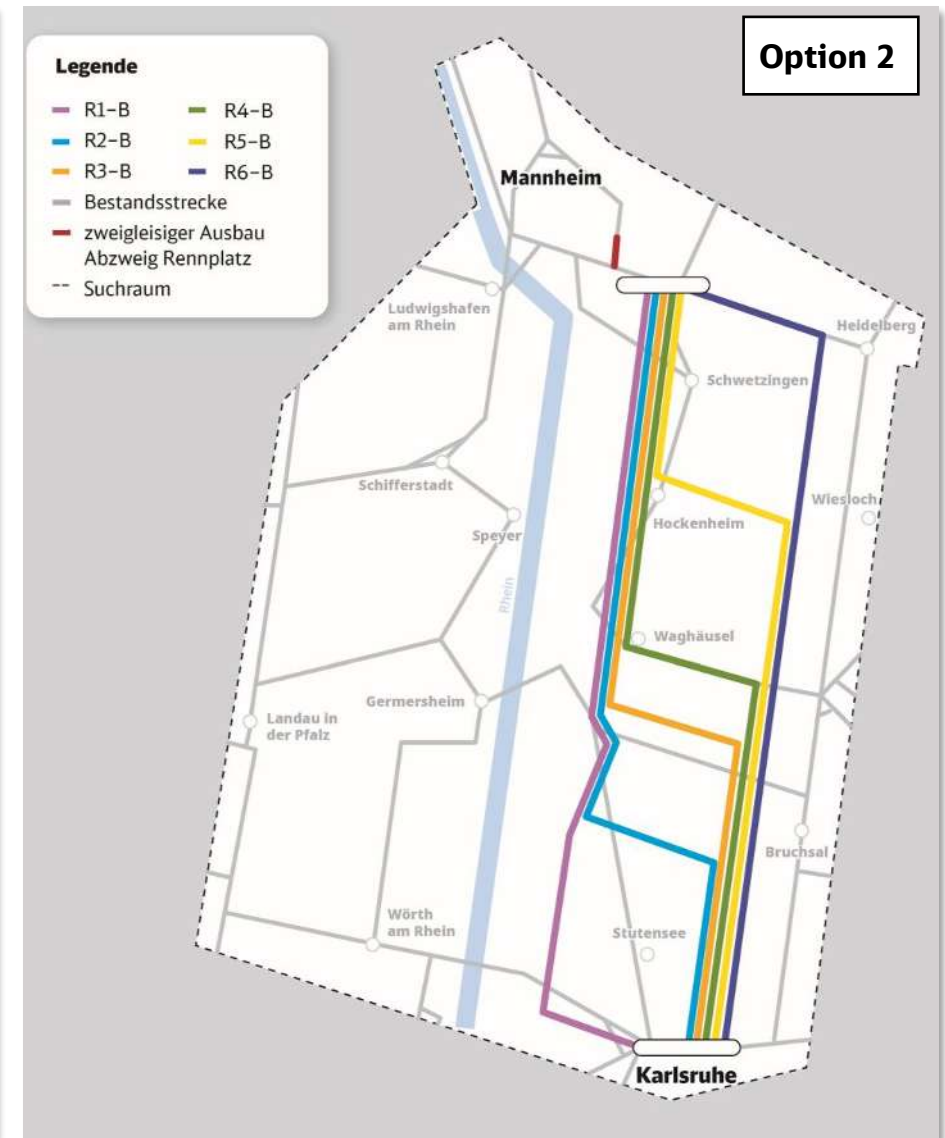 Option 2
Legende
R1-B
R2-B
R3-B
R4-B
R5-B
R6-B
Bestandsstrecke
zweigleisiger Ausbau
Abzweig Rennplatz
Suchraum
Mannheim
Ludwigshafen
am Rhein
Heidelberg
Schwetzingen
Schifferstadt
Wiesloch
Hockenheim
Speyer
Rhein
Waghäusel
Germersheim
Landau in
der Pfalz
Bruchsal
Wörth
am Rhein
Stutensee
Karlsruhe